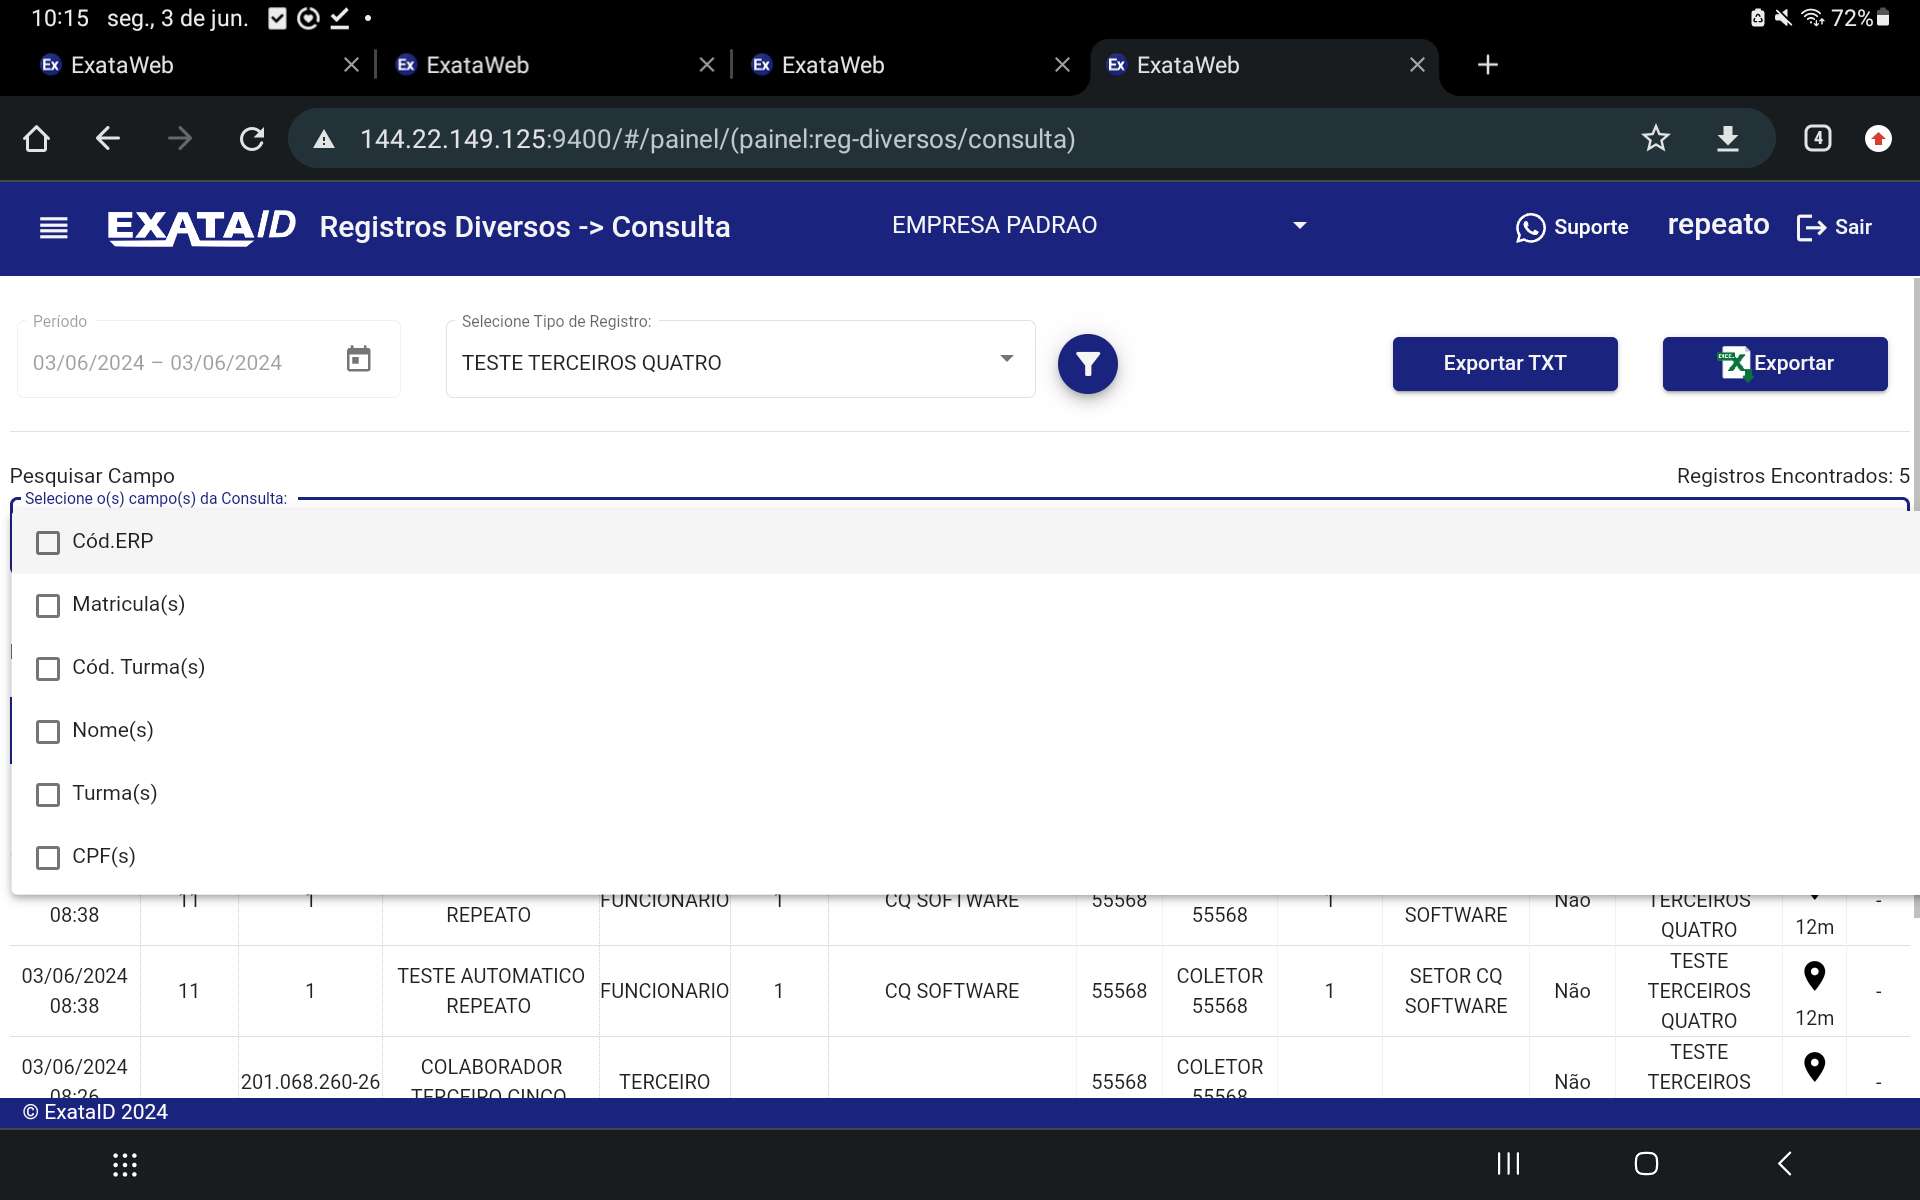 10:15 seg., 3 de jun. 72%
Ex ExataWeb Ex ExataWeb Ex ExataWeb Ex ExataWeb
144.22.149.125:9400/#/painel/(painel:reg-diversos/consulta) 4
EXATA/D Registros Diversos -> Consulta EMPRESA PADRAO Suporte repeato Sair
Período Selecione Tipo de Registro:
03/06/2024 – 03/06/2024 TESTE TERCEIROS QUATRO Exportar TXT Exportar
Pesquisar Campo Registros Encontrados: 5
Selecione o(s) campo(s) da Consulta:
Cód.ERP
Matricula(s)
Cód. Turma(s)
Nome(s)
Turma(s)
CPF(s)
11 1 FUNCIONARIO 1 CQ SOFTWARE 55568 1 Não TERCEIROS -
08:38 REPEATO 55568 SOFTWARE QUATRO 12m
03/06/2024 TESTE AUTOMATICO COLETOR SETOR CQ TESTE
11 1 FUNCIONARIO 1 CQ SOFTWARE 55568 1 Não TERCEIROS -
08:38 REPEATO 55568 SOFTWARE QUATRO 12m
03/06/2024 COLABORADOR COLETOR TESTE
201.068.260-26 TERCEIRO 55568 Não TERCEIROS -
08:26 TERCEIRO CINCO 55568
© ExataID 2024